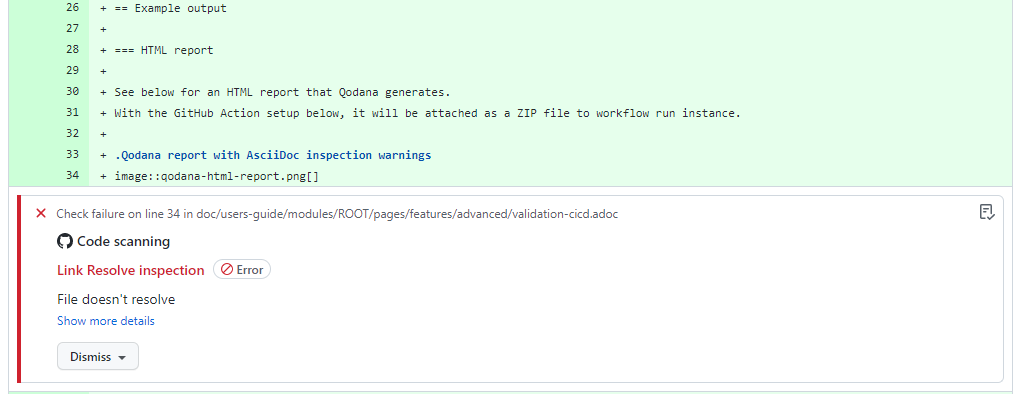 26 + == Example output
27 +
28 + === HTML report
29 +
30 + See below for an HTML report that Qodana generates.
31 + With the GitHub Action setup below, it will be attached as a ZIP file to workflow run instance.
32 +
33 + .Qodana report with AsciiDoc inspection warnings
34 + image::qodana-html-report.png[]
Check failure on line 34 in doc/users-guide/modules/ROOT/pages/features/advanced/validation-cicd.adoc
Code scanning
Link Resolve inspection Error
File doesn't resolve
Show more details
Dismiss